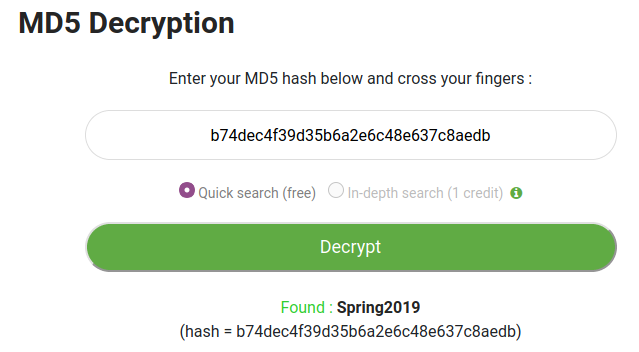 MD5 Decryption
Enter your MD5 hash below and cross your fingers :
b74dec4f39d35b6a2e6c48e637c8aedb
Quick search (free) In-depth search (1 credit)
Decrypt
Found : Spring2019
(hash = b74dec4f39d35b6a2e6c48e637c8aedb)